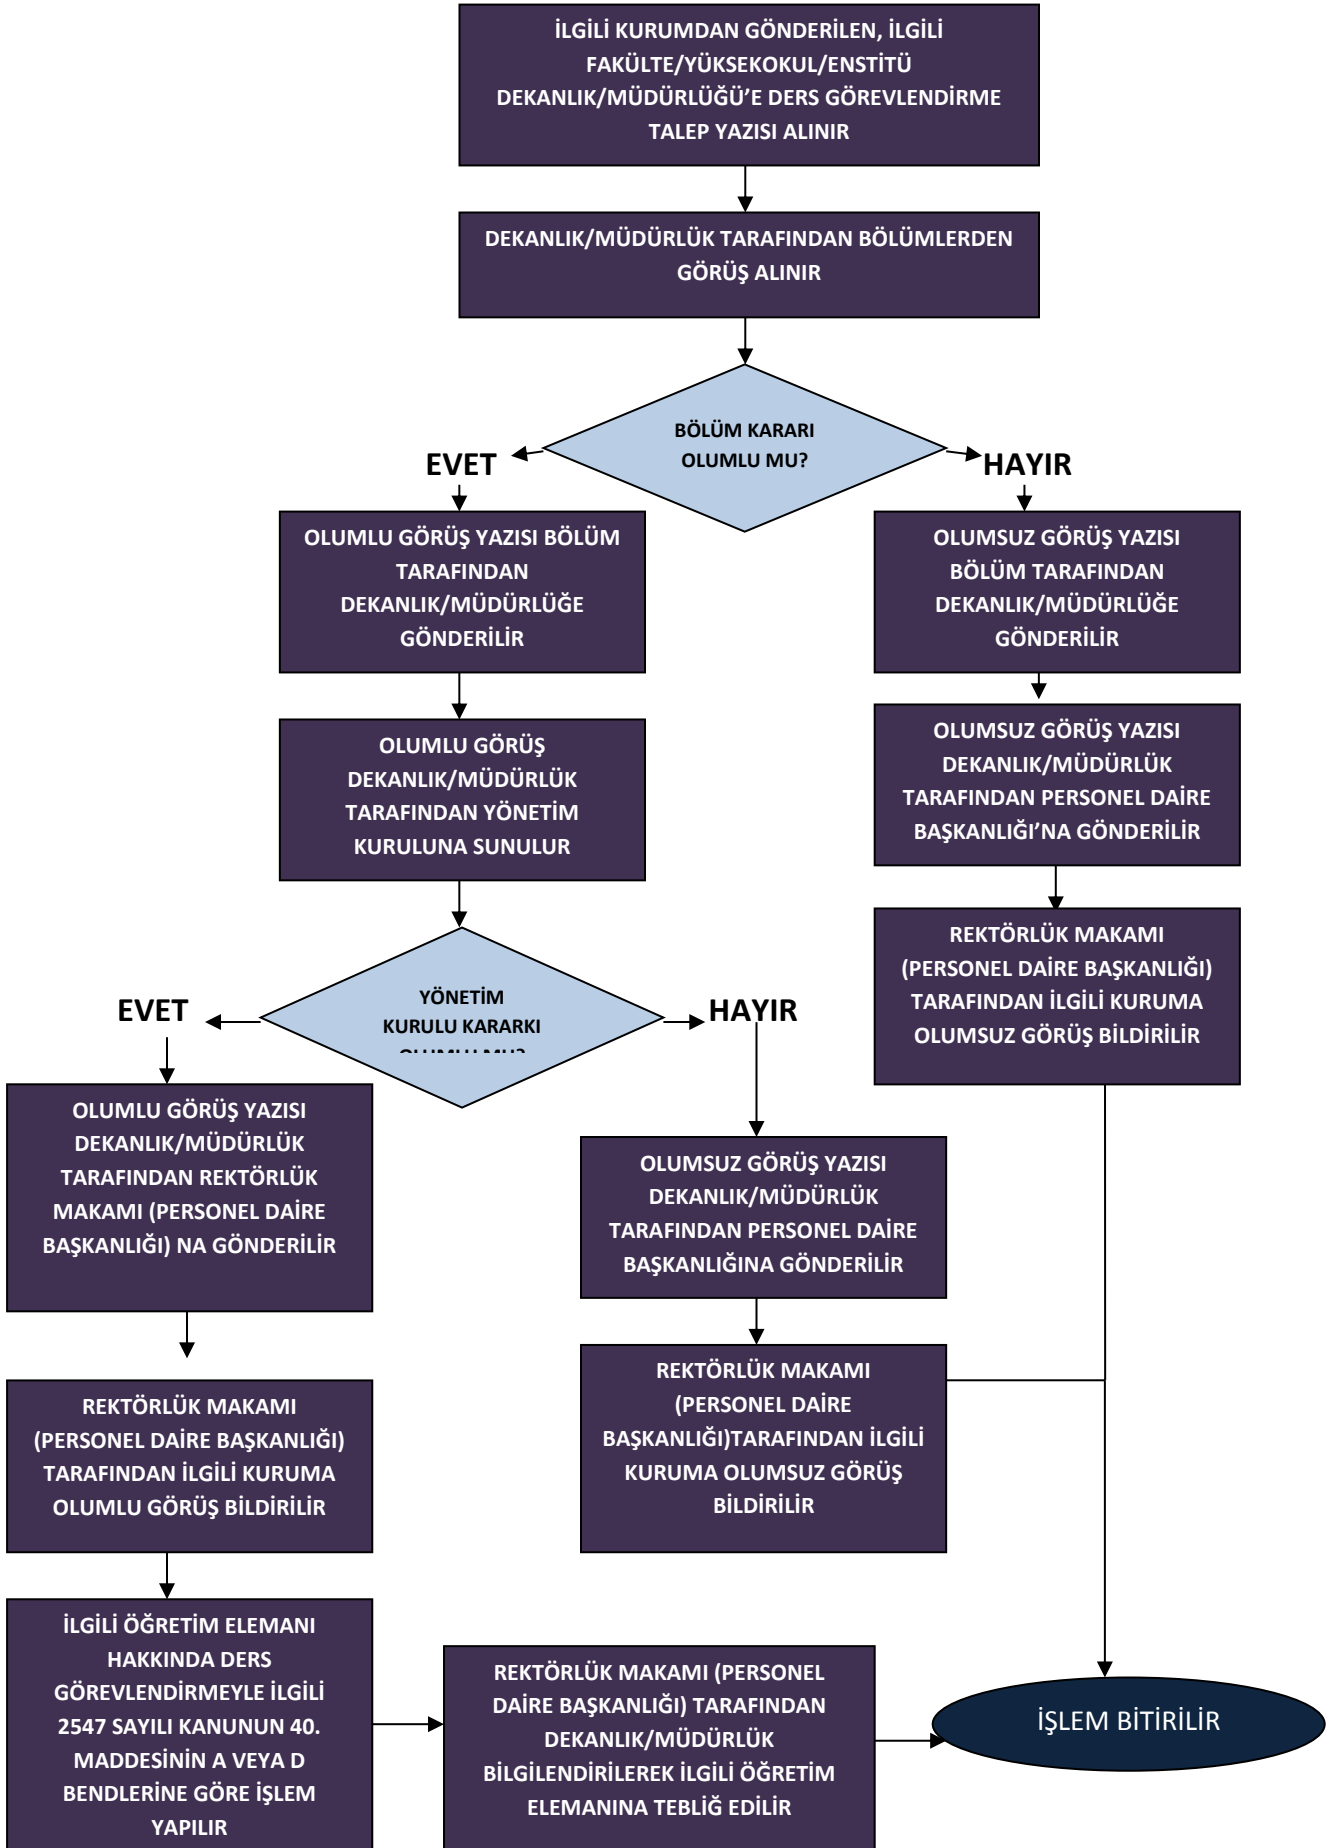 İLGİLİ KURUMDAN GÖNDERİLEN, İLGİLİ
FAKÜLTE/YÜKSEKOKUL/ENSTİTÜ
DEKANLIK/MÜDÜRLÜĞÜ’E DERS GÖREVLENDİRME
TALEP YAZISI ALINIR
DEKANLIK/MÜDÜRLÜK TARAFINDAN BÖLÜMLERDEN
GÖRÜŞ ALINIR
BÖLÜM KARARI
OLUMLU MU?
EVET
HAYIR
OLUMLU GÖRÜŞ YAZISI BÖLÜM
TARAFINDAN
DEKANLIK/MÜDÜRLÜĞE
GÖNDERİLİR
OLUMSUZ GÖRÜŞ YAZISI
BÖLÜM TARAFINDAN
DEKANLIK/MÜDÜRLÜĞE
GÖNDERİLİR
OLUMLU GÖRÜŞ
DEKANLIK/MÜDÜRLÜK
TARAFINDAN YÖNETİM
KURULUNA SUNULUR
OLUMSUZ GÖRÜŞ YAZISI
DEKANLIK/MÜDÜRLÜK
TARAFINDAN PERSONEL DAİRE
BAŞKANLIĞI’NA GÖNDERİLİR
REKTÖRLÜK MAKAMI
(PERSONEL DAİRE BAŞKANLIĞI)
TARAFINDAN İLGİLİ KURUMA
OLUMSUZ GÖRÜŞ BİLDİRİLİR
YÖNETİM
KURULU KARARKI
OLUMLU MU?
EVET
HAYIR
OLUMLU GÖRÜŞ YAZISI
DEKANLIK/MÜDÜRLÜK
TARAFINDAN REKTÖRLÜK
MAKAMI (PERSONEL DAİRE
BAŞKANLIĞI) NA GÖNDERİLİR
OLUMSUZ GÖRÜŞ YAZISI
DEKANLIK/MÜDÜRLÜK
TARAFINDAN PERSONEL DAİRE
BAŞKANLIĞINA GÖNDERİLİR
REKTÖRLÜK MAKAMI
(PERSONEL DAİRE
BAŞKANLIĞI)TARAFINDAN İLGİLİ
KURUMA OLUMSUZ GÖRÜŞ
BİLDİRİLİR
REKTÖRLÜK MAKAMI
(PERSONEL DAİRE BAŞKANLIĞI)
TARAFINDAN İLGİLİ KURUMA
OLUMLU GÖRÜŞ BİLDİRİLİR
İLGİLİ ÖĞRETİM ELEMANI
HAKKINDA DERS
GÖREVLENDİRMEYLE İLGİLİ
2547 SAYILI KANUNUN 40.
MADDESİNİN A VEYA D
BENDLERİNE GÖRE İŞLEM
YAPILIR
REKTÖRLÜK MAKAMI (PERSONEL
DAİRE BAŞKANLIĞI) TARAFINDAN
DEKANLIK/MÜDÜRLÜK
BİLGİLENDİRİLEREK İLGİLİ ÖĞRETİM
ELEMANINA TEBLİĞ EDİLİR
İŞLEM BİTİRİLİR